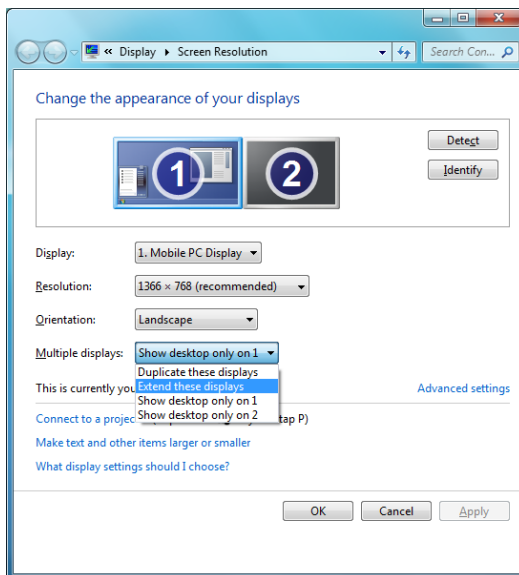 « Display ▸ Screen Resolution
Search Con...
Change the appearance of your displays
1
2
Detect
Identify
Display: 1. Mobile PC Display
Resolution: 1366 × 768 (recommended)
Orientation: Landscape
Multiple displays: Show desktop only on 1
Duplicate these displays
This is currently you
Extend these displays
Advanced settings
Show desktop only on 1
Connect to a projec
tap P)
Show desktop only on 2
Make text and other items larger or smaller
What display settings should I choose?
OK
Cancel
Apply